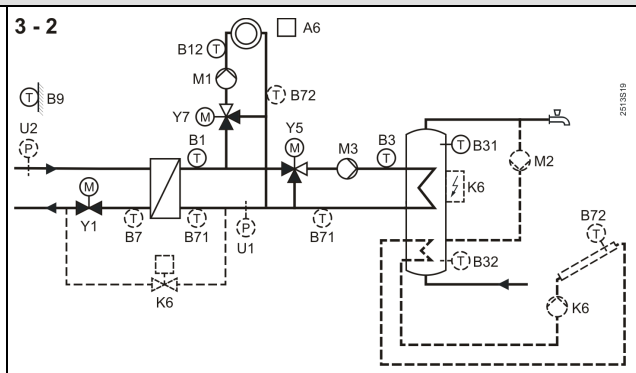 3 - 2
A6
B12 T
M1
T B72
T B9
Y7 M
U2
P
B1
T
Y5
M
M3
B3
T
T B31
M2
K6
M
Y1
T
B7
T
B71
P
U1
T
B71
T B32
B72
T
K6
K6
2513S19